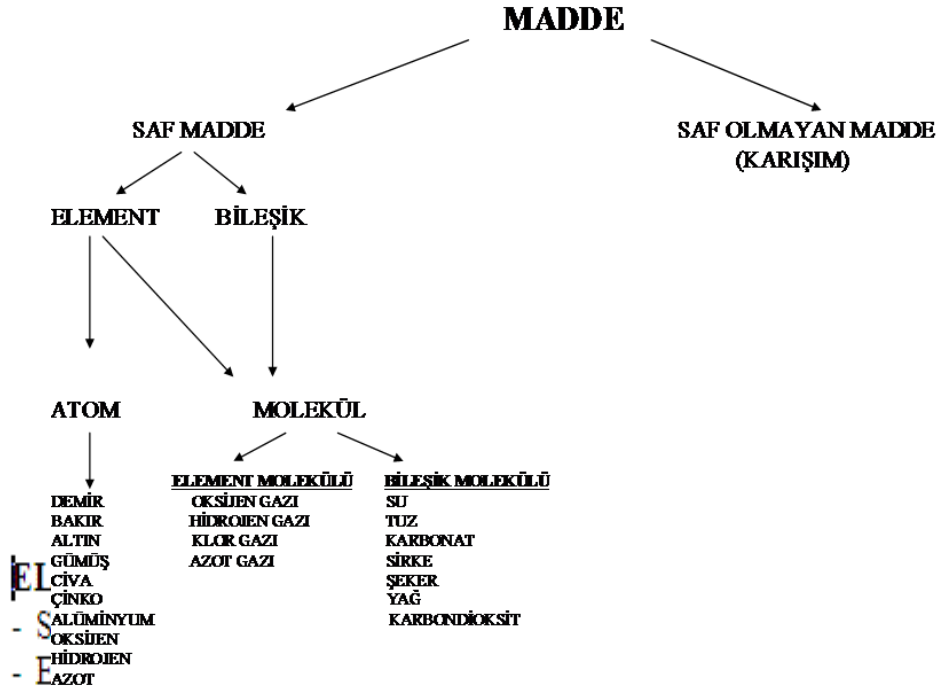 MADDE
SAF MADDE
SAF OLMAYAN MADDE
(KARIŞIM)
ELEMENT
BİLEŞİK
ATOM
MOLEKÜL
DEMİR
BAKIR
ALTIN
GÜMÜŞ
CİVA
ÇİNKO
ALÜMİNYUM
OKSİJEN
HİDROJEN
AZOT
ELEMENT MOLEKÜLÜ
OKSİJEN GAZI
HİDROJEN GAZI
KLOR GAZI
AZOT GAZI
BİLEŞİK MOLEKÜLÜ
SU
TUZ
KARBONAT
SİRKE
ŞEKER
YAĞ
KARBONDİOKSİT
EL
- S
- E